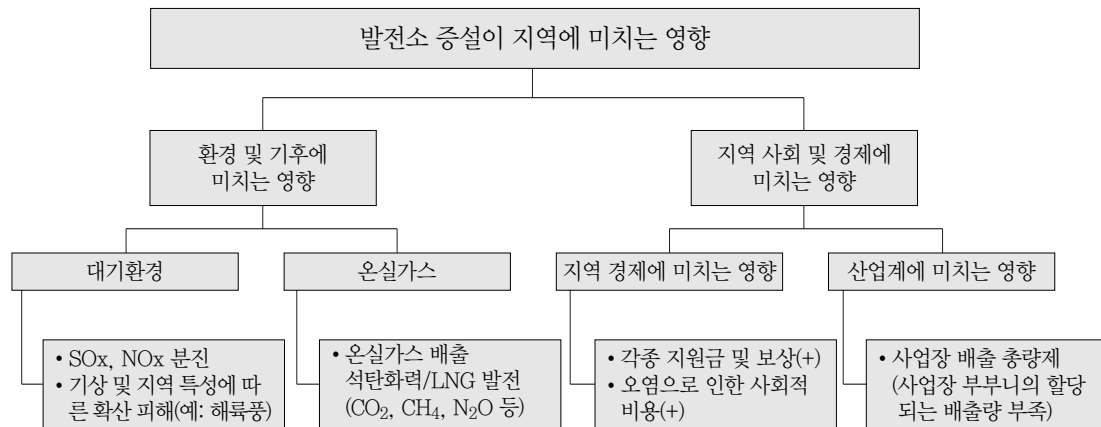 발전소 증설이 지역에 미치는 영향
환경 및 기후에
미치는 영향
지역 사회 및 경제에
미치는 영향
대기환경
온실가스
지역 경제에 미치는 영향
산업계에 미치는 영향
• SOx, NOx 분진
• 기상 및 지역 특성에 따
른 확산 피해(예: 해륙풍)
• 온실가스 배출
석탄화력/LNG 발전
(CO₂, CH₄, N₂O 등)
• 각종 지원금 및 보상(+)
• 오염으로 인한 사회적
비용(+)
• 사업장 배출 총량제
(사업장 부부니의 할당
되는 배출량 부족)